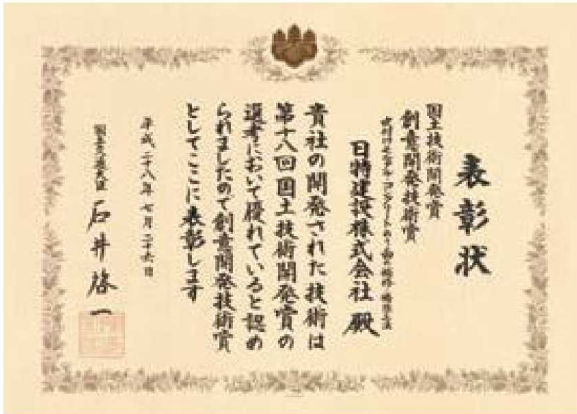 表彰状
国土技術開発賞
創意開発技術賞
日特建設株式会社 殿
貴社の開発された技術は
第十八回国土技術開発賞の
選考において優れていると認め
られましたので創意開発技術賞
としてここに表彰します
平成二十八年七月二十六日
国土交通大臣 石井啓一